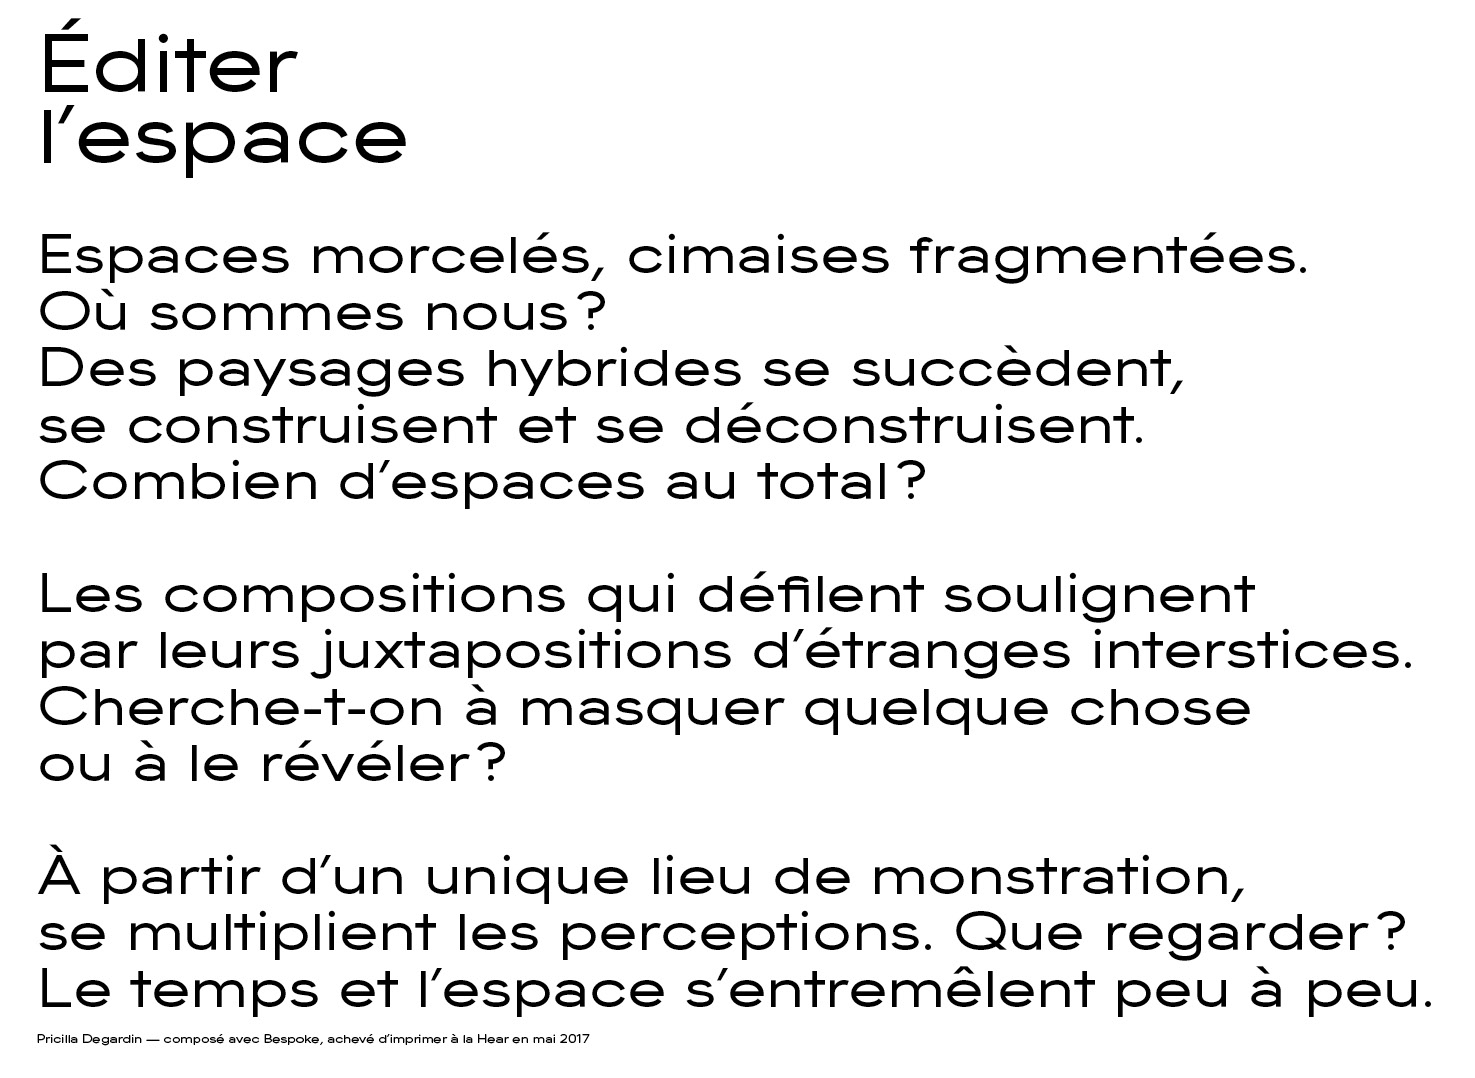 Éditer
l’espace
Espaces morcelés, cimaises fragmentées.
Où sommes nous ?
Des paysages hybrides se succèdent,
se construisent et se déconstruisent.
Combien d’espaces au total ?
Les compositions qui défilent soulignent
par leurs juxtapositions d’étranges interstices.
Cherche-t-on à masquer quelque chose
ou à le révéler ?
À partir d’un unique lieu de monstration,
se multiplient les perceptions. Que regarder ?
Le temps et l’espace s’entremêlent peu à peu.
Pricilla Degardin — composé avec Bespoke, achevé d’imprimer à la Hear en mai 2017